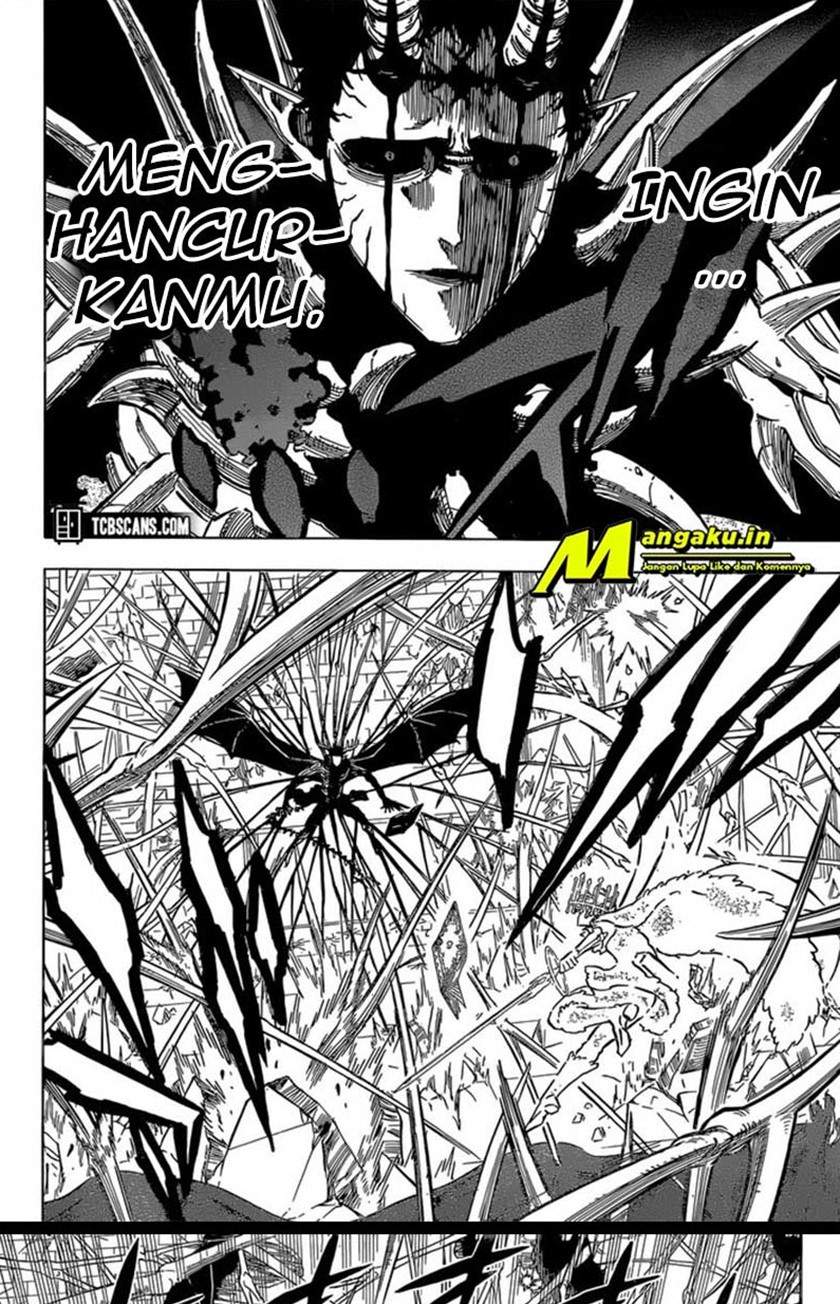 INGIN
...
MENG-
HANCUR-
KANMU.
TCBSCANS.COM
Mangaku.in
Jangan Lupa Like dan Komennya